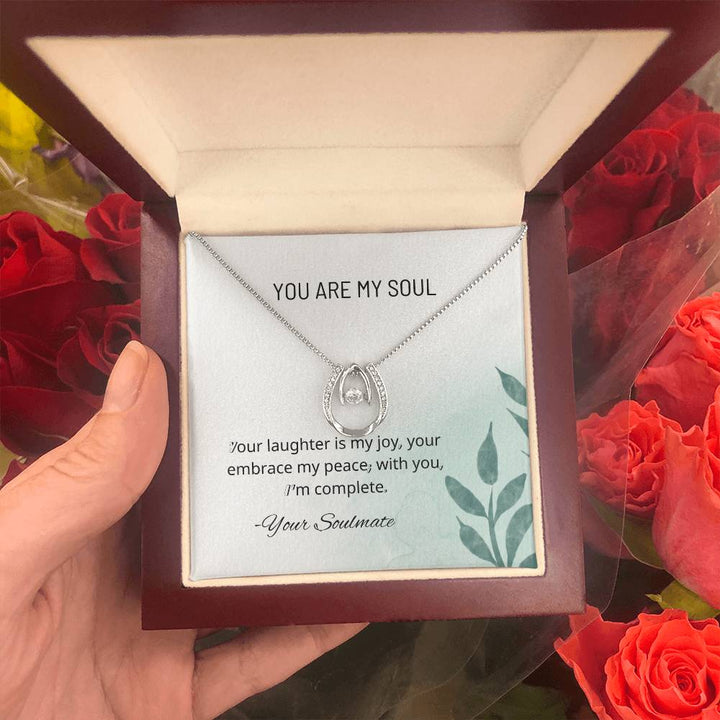 YOU ARE MY SOUL
Your laughter is my joy, your
embrace my peace; with you,
I'm complete.
-Your Soulmate